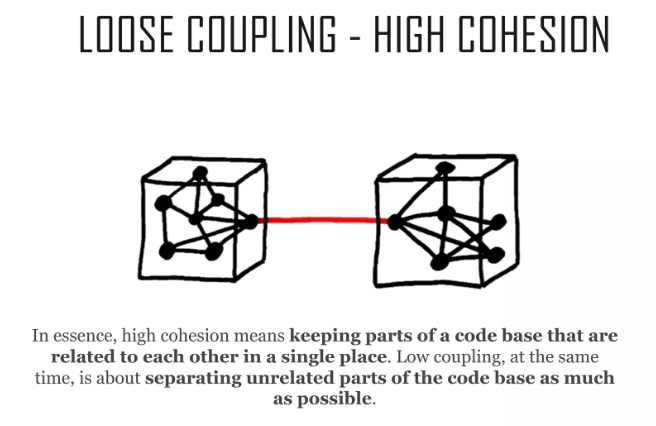 LOOSE COUPLING - HIGH COHESION
In essence, high cohesion means keeping parts of a code base that are
related to each other in a single place. Low coupling, at the same
time, is about separating unrelated parts of the code base as much
as possible.